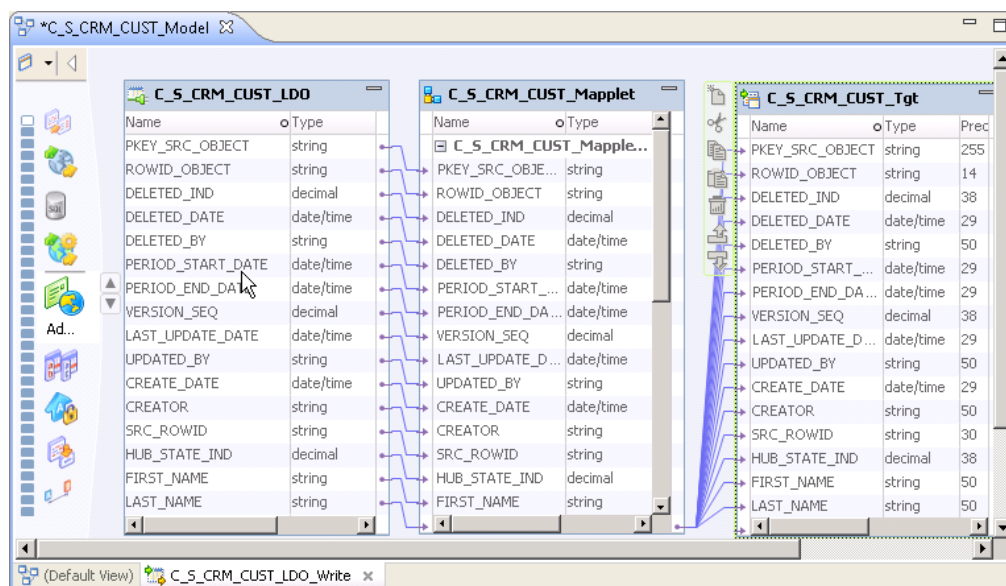 *C_S_CRM_CUST_Model
C_S_CRM_CUST_LDO
Name Type
PKEY_SRC_OBJECT string
ROWID_OBJECT string
DELETED_IND decimal
DELETED_DATE date/time
DELETED_BY string
PERIOD_START_DATE date/time
PERIOD_END_DATE date/time
VERSION_SEQ decimal
LAST_UPDATE_DATE date/time
UPDATED_BY string
CREATE_DATE date/time
CREATOR string
SRC_ROWID string
HUB_STATE_IND decimal
FIRST_NAME string
LAST_NAME string
C_S_CRM_CUST_Mapplet
Name Type
C_S_CRM_CUST_Mapple...
PKEY_SRC_OBJE... string
ROWID_OBJECT string
DELETED_IND decimal
DELETED_DATE date/time
DELETED_BY string
PERIOD_START_... date/time
PERIOD_END_DA... date/time
VERSION_SEQ decimal
LAST_UPDATE_D... date/time
UPDATED_BY string
CREATE_DATE date/time
CREATOR string
SRC_ROWID string
HUB_STATE_IND decimal
FIRST_NAME string
C_S_CRM_CUST_Tgt
Name Type Prec
PKEY_SRC_OBJECT string 255
ROWID_OBJECT string 14
DELETED_IND decimal 38
DELETED_DATE date/time 29
DELETED_BY string 50
PERIOD_START_... date/time 29
PERIOD_END_DA... date/time 29
VERSION_SEQ decimal 38
LAST_UPDATE_D... date/time 29
UPDATED_BY string 50
CREATE_DATE date/time 29
CREATOR string 50
SRC_ROWID string 30
HUB_STATE_IND decimal 38
FIRST_NAME string 50
LAST_NAME string 50
SQL
Ad...
(Default View) C_S_CRM_CUST_LDO_Write